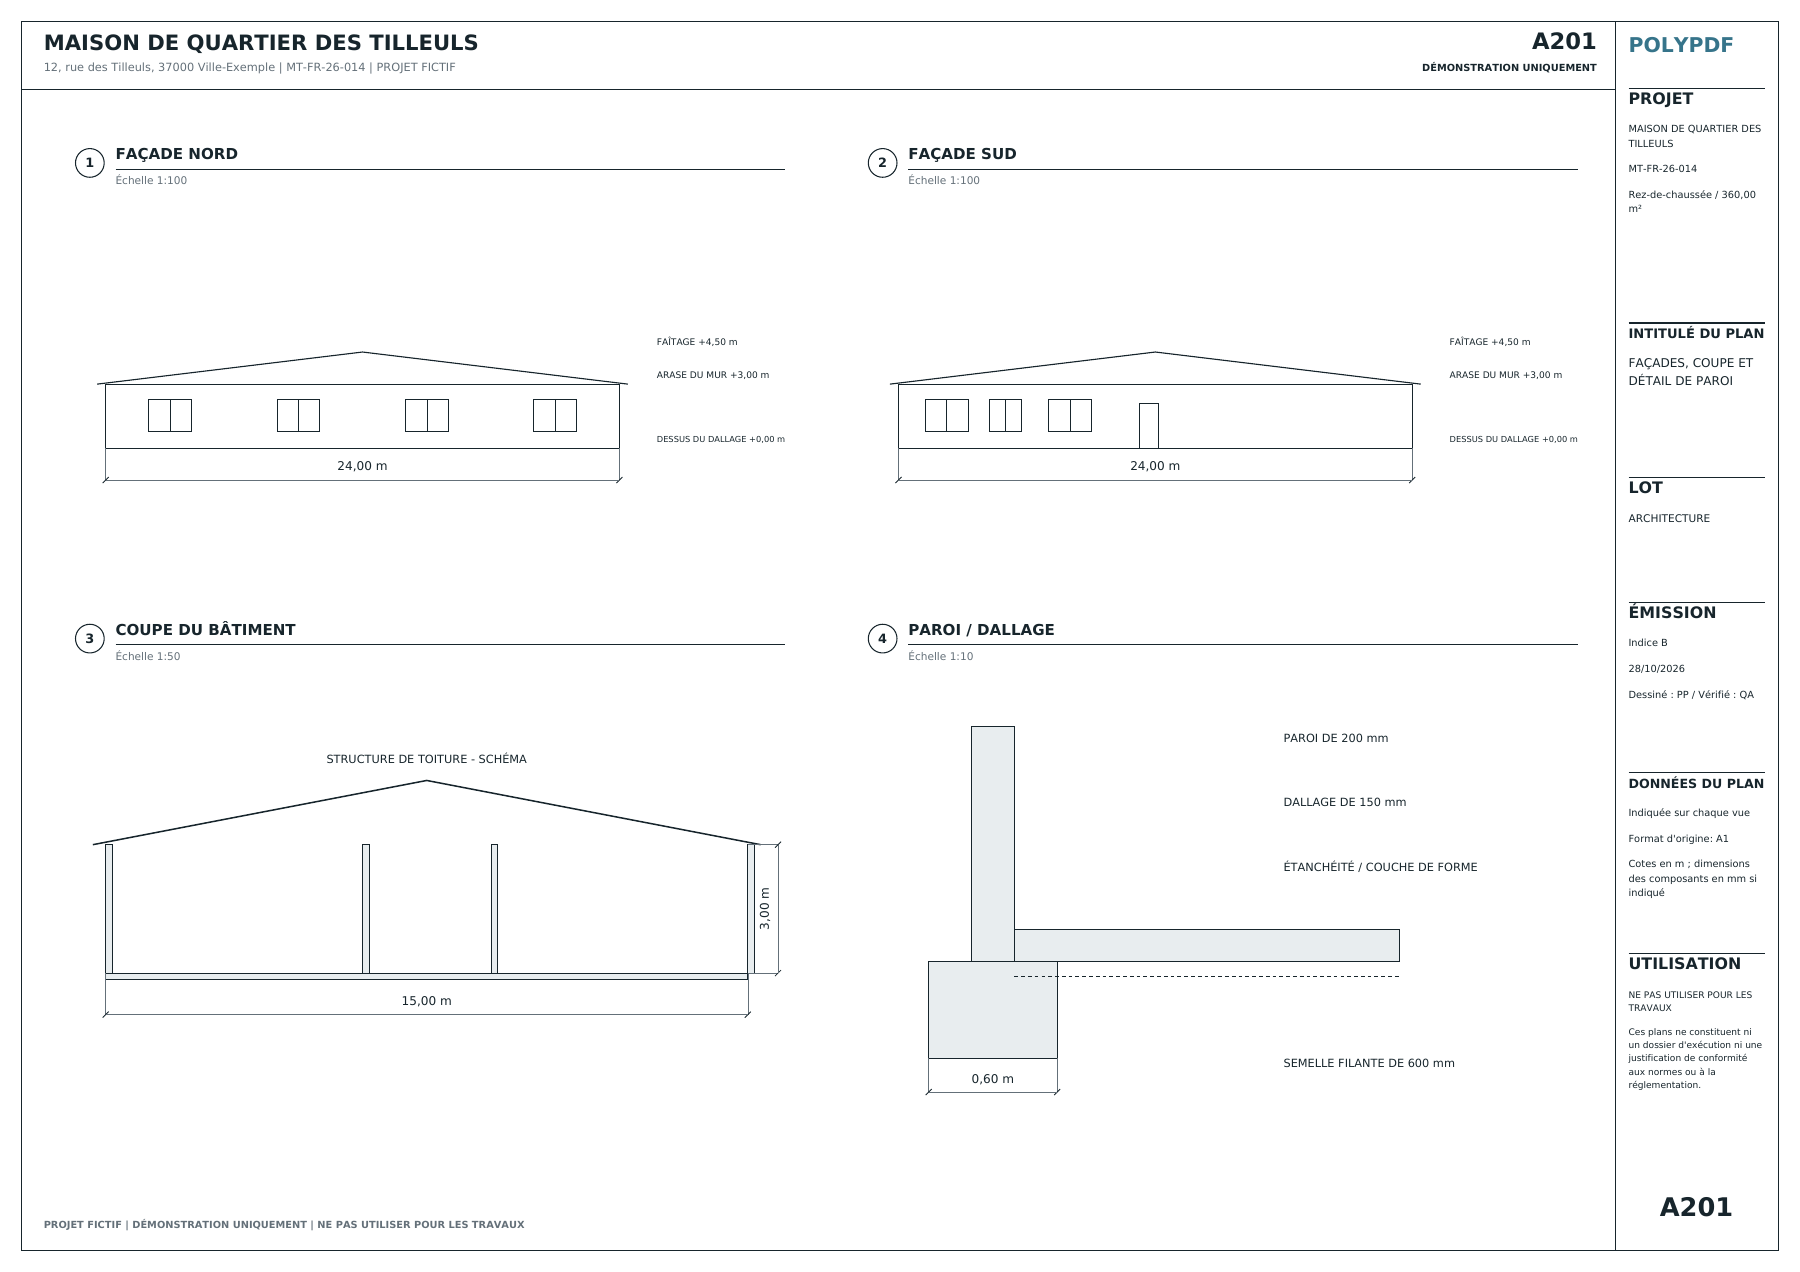 MAISON DE QUARTIER DES TILLEULS
12, rue des Tilleuls, 37000 Ville-Exemple | MT-FR-26-014 | PROJET FICTIF
A201
DÉMONSTRATION UNIQUEMENT
1
FAÇADE NORD
Échelle 1:100
FAÎTAGE +4,50 m
ARASE DU MUR +3,00 m
DESSUS DU DALLAGE +0,00 m
24,00 m
2
FAÇADE SUD
Échelle 1:100
FAÎTAGE +4,50 m
ARASE DU MUR +3,00 m
DESSUS DU DALLAGE +0,00 m
24,00 m
3
COUPE DU BÂTIMENT
Échelle 1:50
STRUCTURE DE TOITURE - SCHÉMA
3,00 m
15,00 m
4
PAROI / DALLAGE
Échelle 1:10
PAROI DE 200 mm
DALLAGE DE 150 mm
ÉTANCHÉITÉ / COUCHE DE FORME
SEMELLE FILANTE DE 600 mm
0,60 m
PROJET FICTIF | DÉMONSTRATION UNIQUEMENT | NE PAS UTILISER POUR LES TRAVAUX
POLYPDF
PROJET
MAISON DE QUARTIER DES
TILLEULS
MT-FR-26-014
Rez-de-chaussée / 360,00
m²
INTITULÉ DU PLAN
FAÇADES, COUPE ET
DÉTAIL DE PAROI
LOT
ARCHITECTURE
ÉMISSION
Indice B
28/10/2026
Dessiné : PP / Vérifié : QA
DONNÉES DU PLAN
Indiquée sur chaque vue
Format d'origine: A1
Cotes en m ; dimensions
des composants en mm si
indiqué
UTILISATION
NE PAS UTILISER POUR LES
TRAVAUX
Ces plans ne constituent ni
un dossier d'exécution ni une
justification de conformité
aux normes ou à la
réglementation.
A201